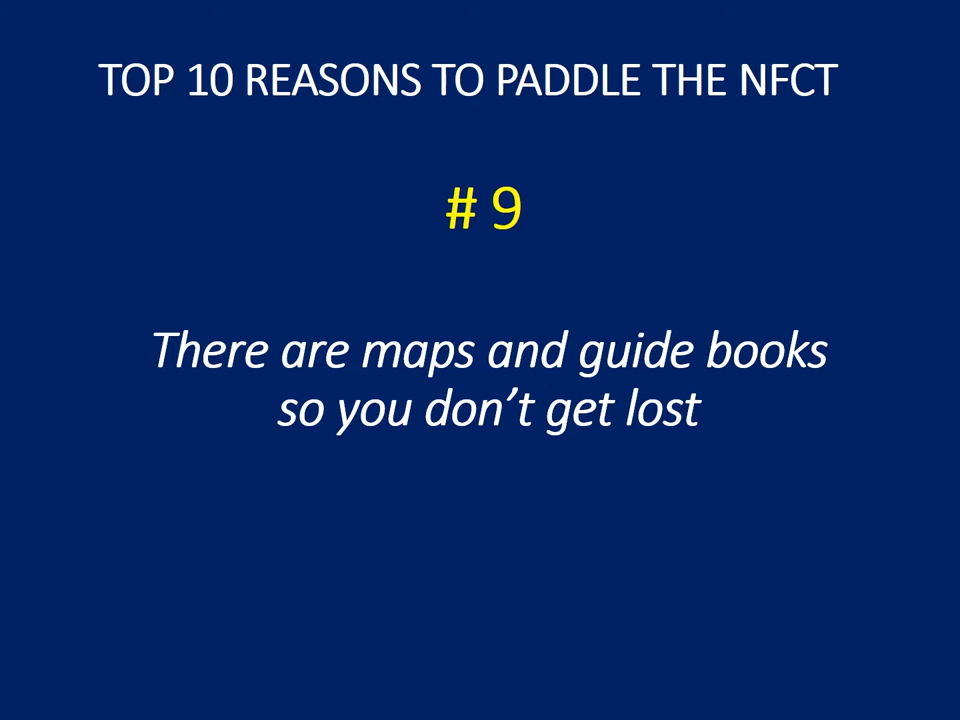 TOP 10 REASONS TO PADDLE THE NFCT
# 9
There are maps and guide books
so you don’t get lost